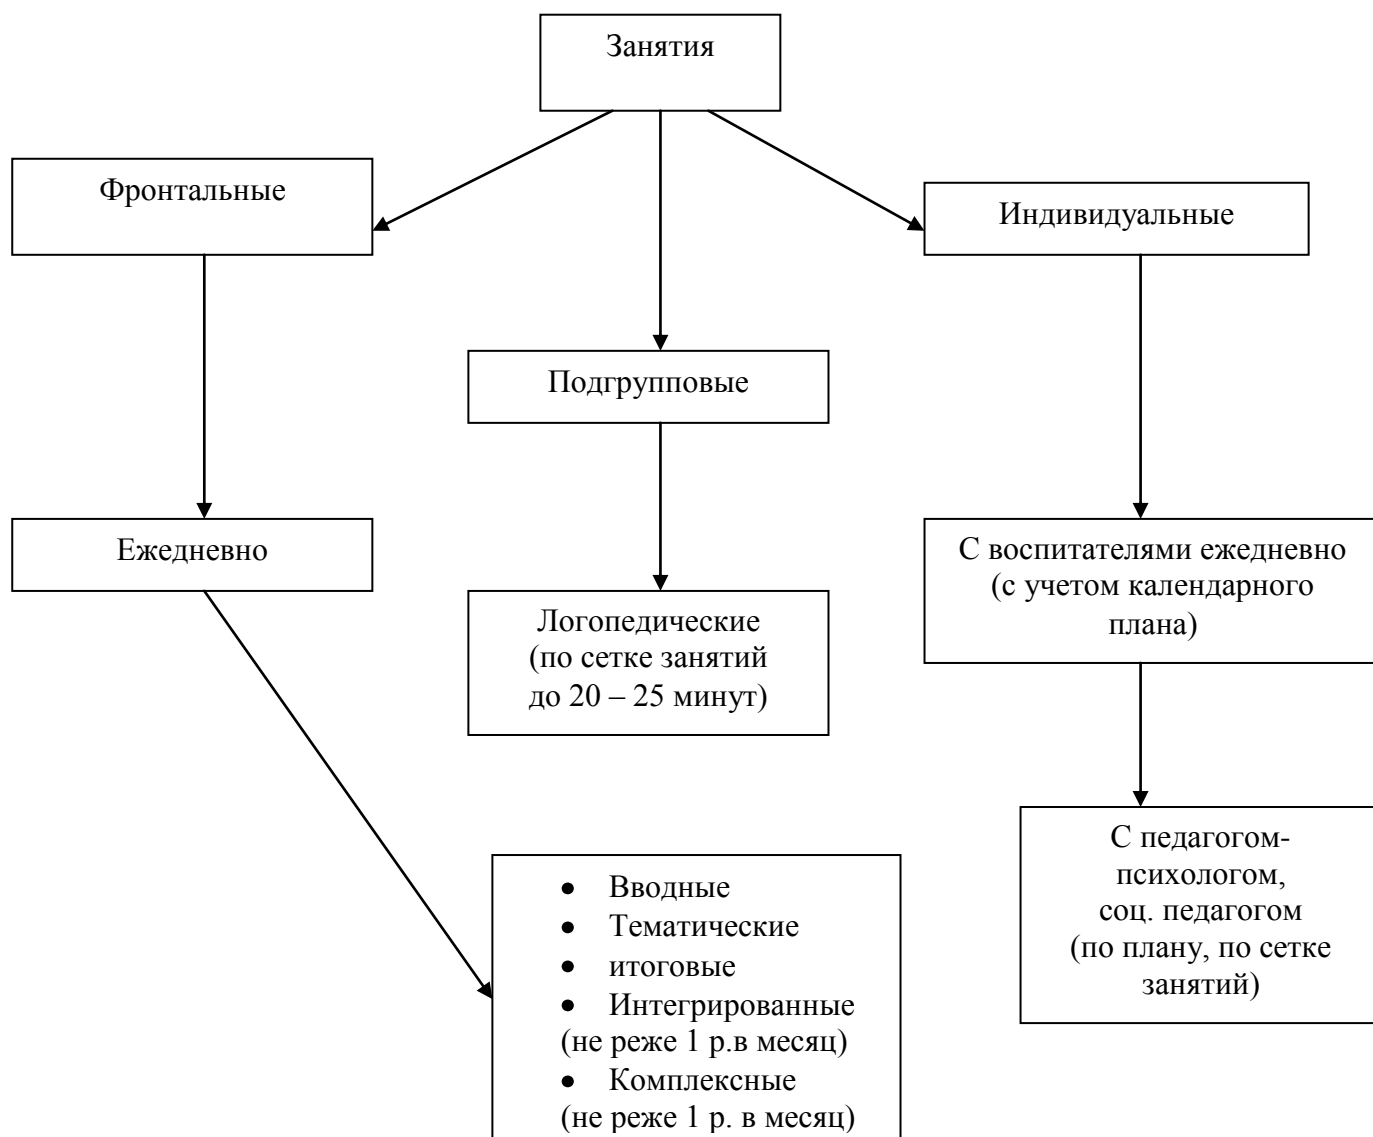 Занятия
Фронтальные
Индивидуальные
Подгрупповые
Ежедневно
С воспитателями ежедневно
(с учетом календарного
плана)
Логопедические
(по сетке занятий
до 20 – 25 минут)
С педагогом-
психологом,
соц. педагогом
(по плану, по сетке
занятий)
• Вводные
• Тематические
• итоговые
• Интегрированные
(не реже 1 р.в месяц)
• Комплексные
(не реже 1 р. в месяц)